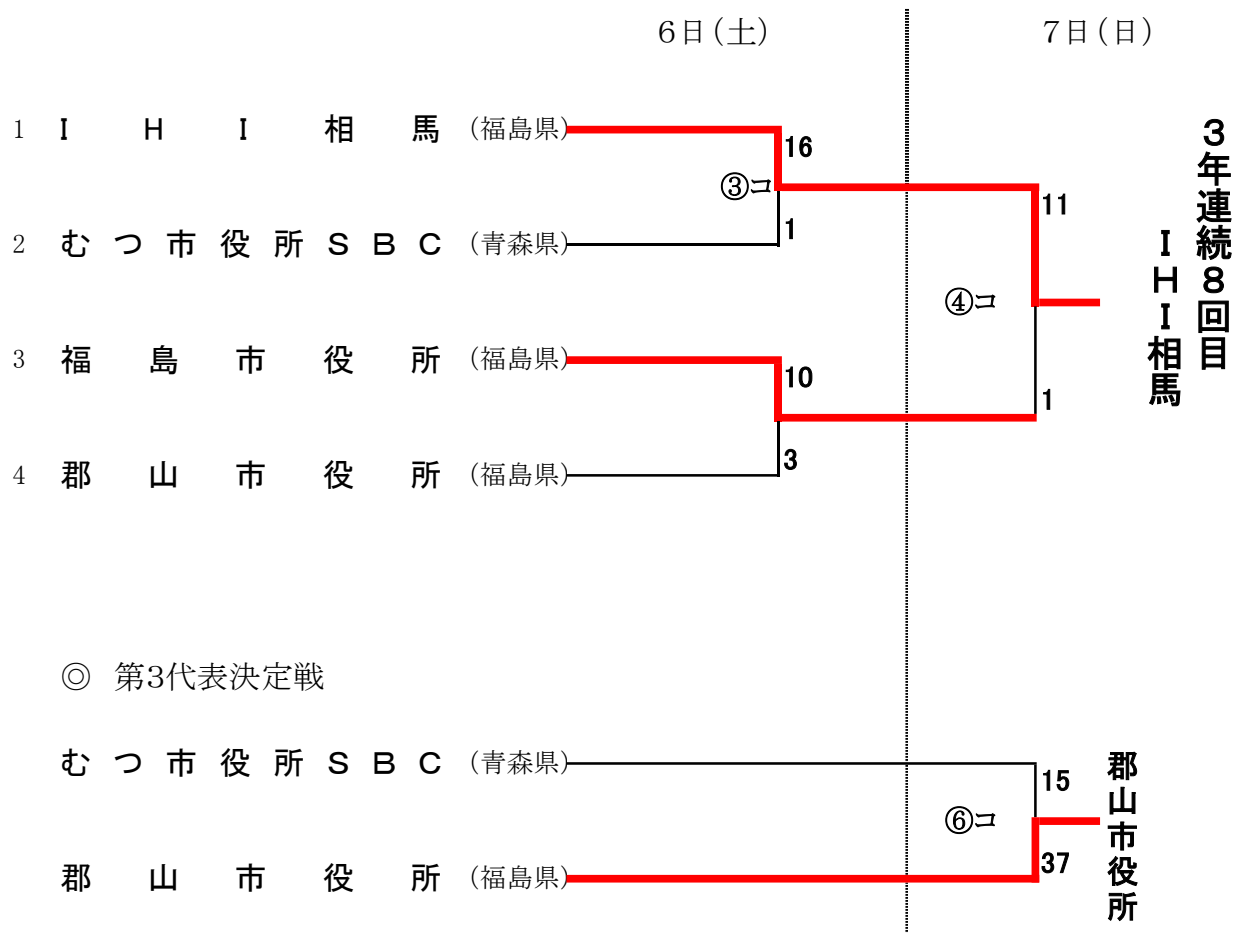 6日(土)
7日(日)
1 ＩＨＩ相馬 (福島県)
16
③コ
2 むつ市役所ＳＢＣ (青森県)
1
11
④コ
3 福島市役所 (福島県)
10
1
4 郡山市役所 (福島県)
3
３年連続８回目
ＩＨＩ相馬
◎ 第3代表決定戦
むつ市役所ＳＢＣ (青森県)
15
⑥コ
郡山市役所 (福島県)
37
郡山市役所